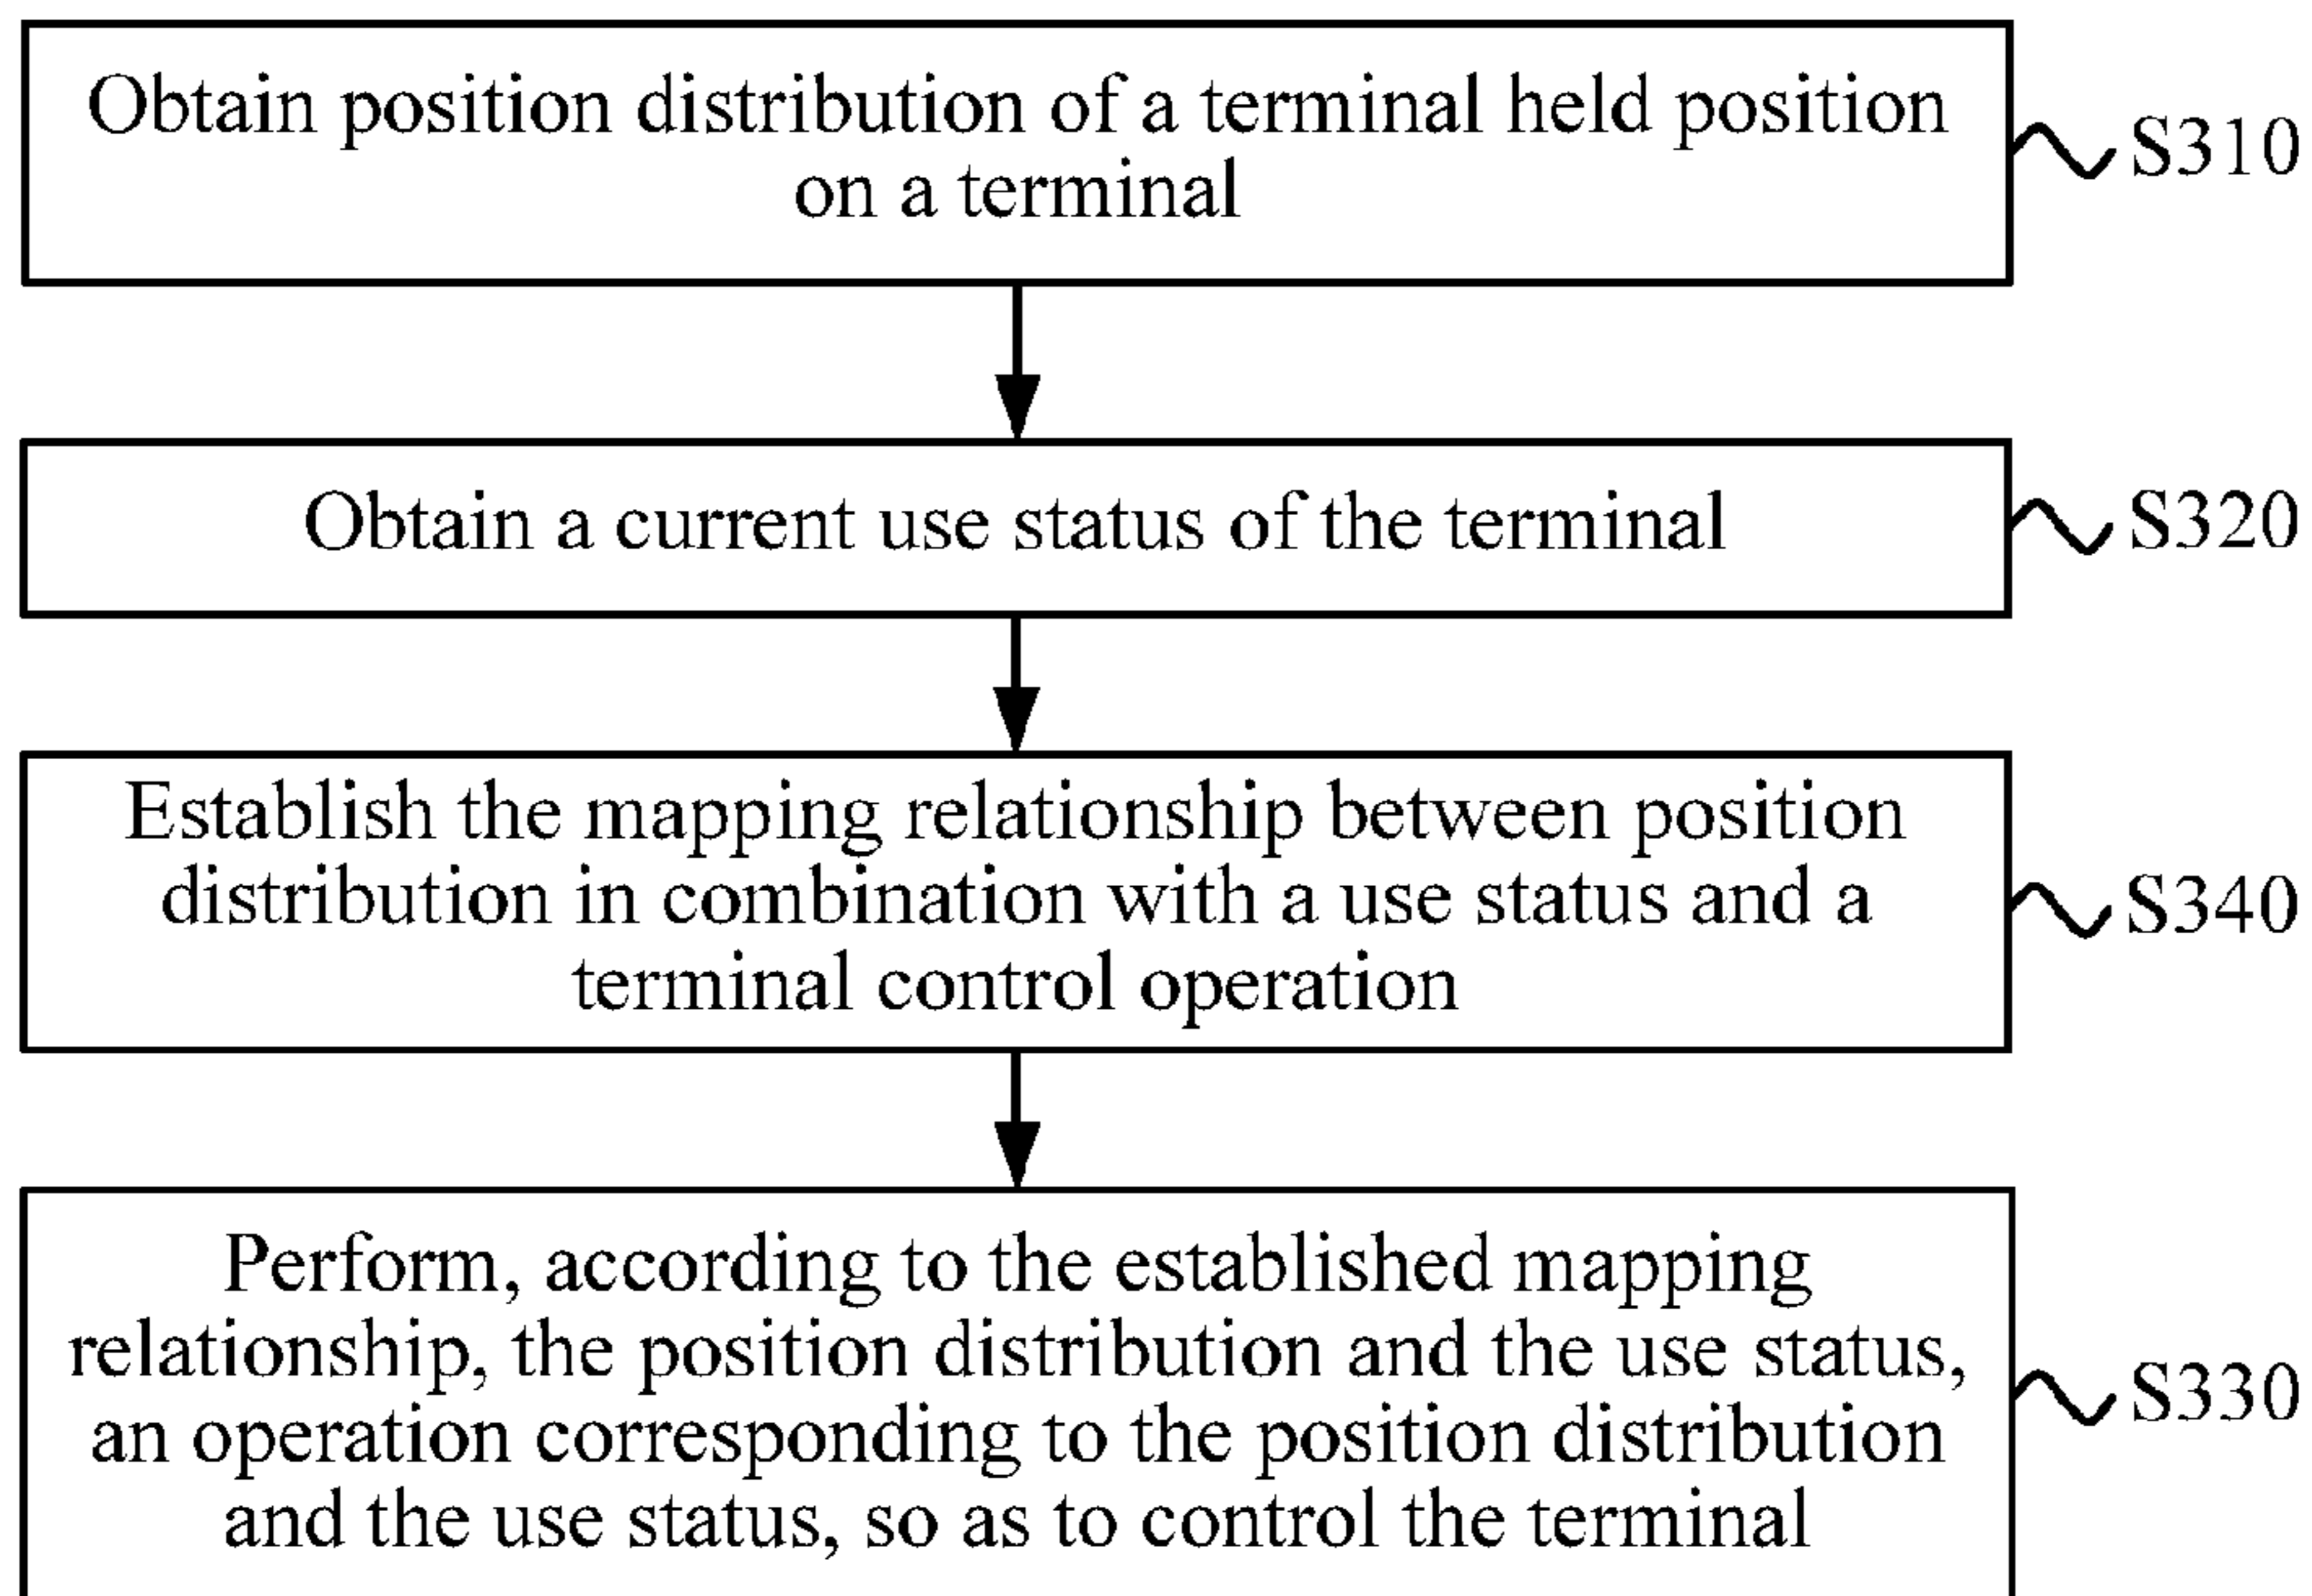 Obtain position distribution of a terminal held position
on a terminal
S310
Obtain a current use status of the terminal
S320
Establish the mapping relationship between position
distribution in combination with a use status and a
terminal control operation
S340
Perform, according to the established mapping
relationship, the position distribution and the use status,
an operation corresponding to the position distribution
and the use status, so as to control the terminal
S330